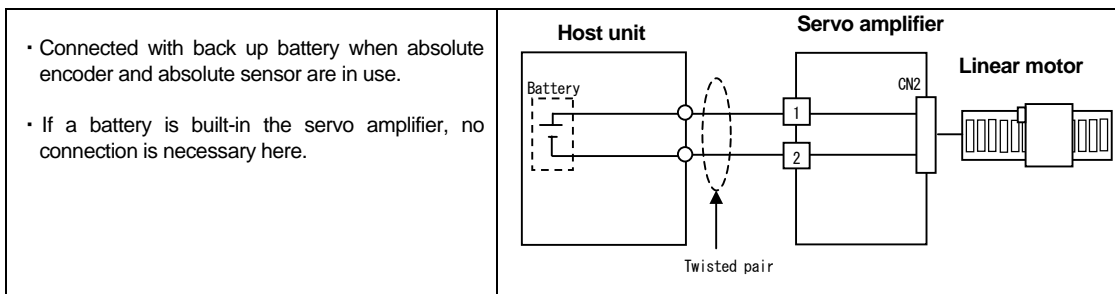 ・Connected with back up battery when absolute
encoder and absolute sensor are in use.
・If a battery is built-in the servo amplifier, no
connection is necessary here.
Host unit
Servo amplifier
Linear motor
Battery
CN2
1
2
Twisted pair